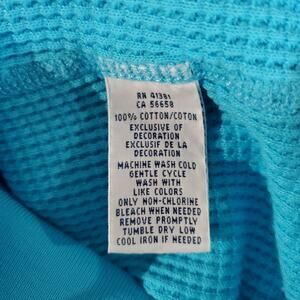 RN 41381
CA 56658
100% COTTON/COTON
EXCLUSIVE OF
DECORATION
EXCLUSIF DE LA
DECORATION
MACHINE WASH COLD
GENTLE CYCLE
WASH WITH
LIKE COLORS
ONLY NON-CHLORINE
BLEACH WHEN NEEDED
REMOVE PROMPTLY
TUMBLE DRY LOW
COOL IRON IF NEEDED